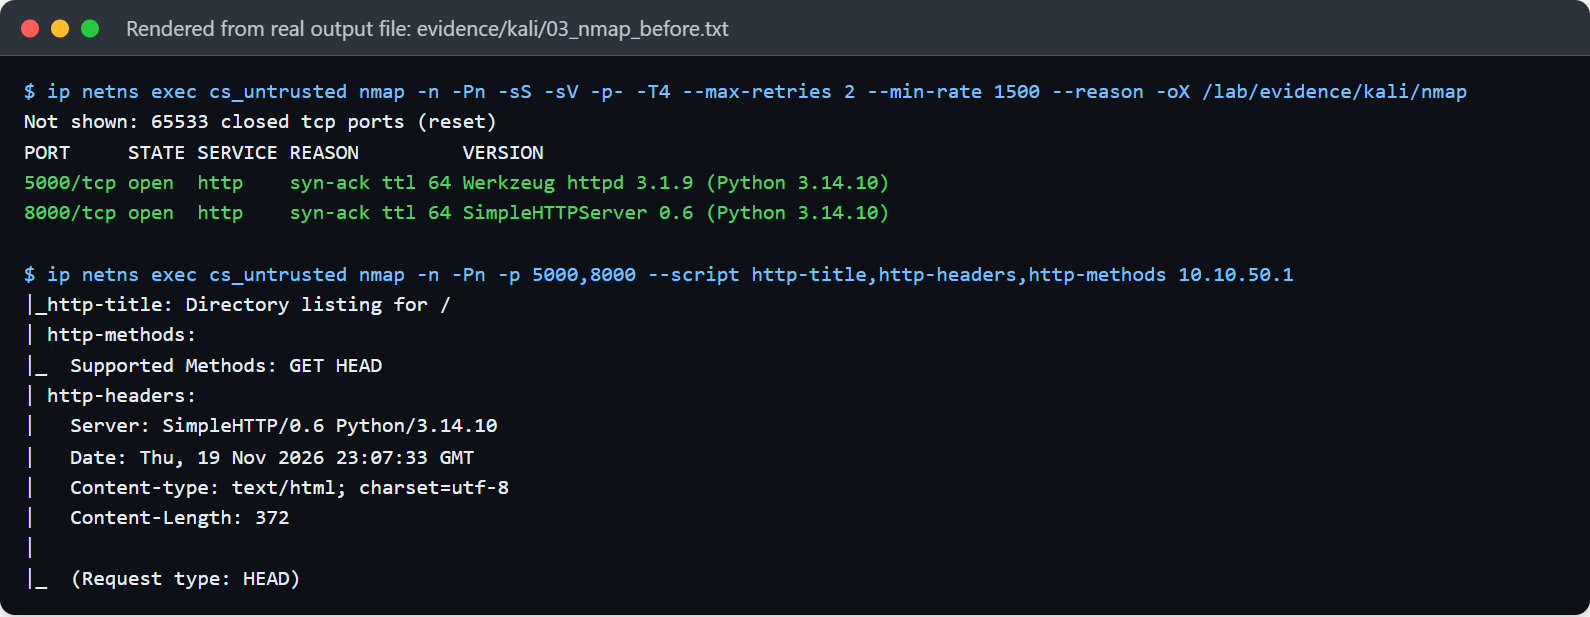 Rendered from real output file: evidence/kali/03_nmap_before.txt
$ ip netns exec cs_untrusted nmap -n -Pn -sS -sV -p- -T4 --max-retries 2 --min-rate 1500 --reason -oX /lab/evidence/kali/nmap
Not shown: 65533 closed tcp ports (reset)
PORT     STATE SERVICE REASON         VERSION
5000/tcp open  http    syn-ack ttl 64 Werkzeug httpd 3.1.9 (Python 3.14.10)
8000/tcp open  http    syn-ack ttl 64 SimpleHTTPServer 0.6 (Python 3.14.10)
$ ip netns exec cs_untrusted nmap -n -Pn -p 5000,8000 --script http-title,http-headers,http-methods 10.10.50.1
|_http-title: Directory listing for /
| http-methods:
|_  Supported Methods: GET HEAD
| http-headers:
|   Server: SimpleHTTP/0.6 Python/3.14.10
|   Date: Thu, 19 Nov 2026 23:07:33 GMT
|   Content-type: text/html; charset=utf-8
|   Content-Length: 372
|
|_  (Request type: HEAD)